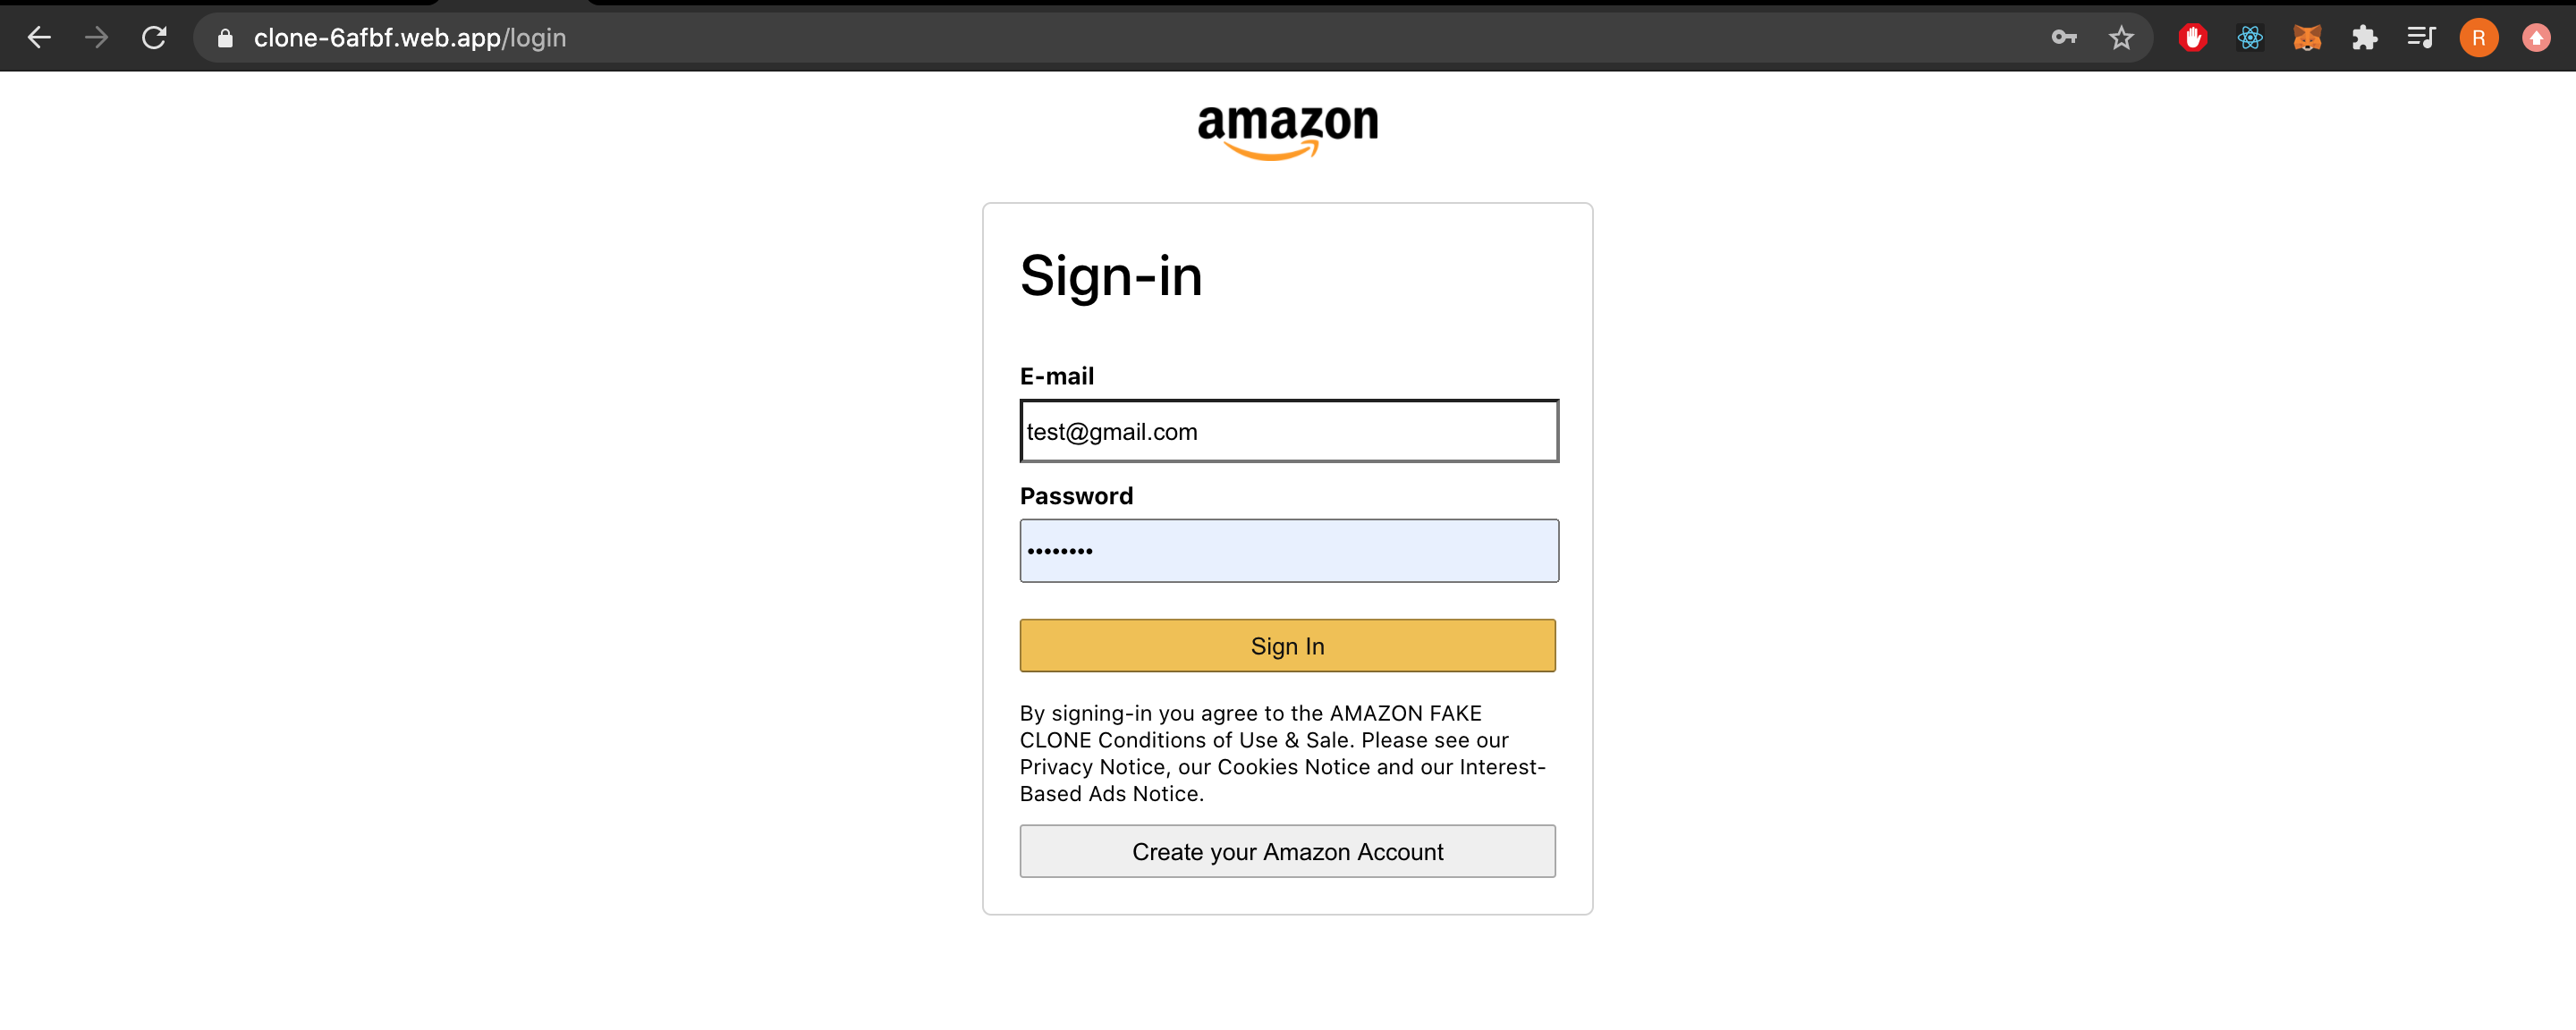 clone-6afbf.web.app/login
R
amazon
Sign-in
E-mail
test@gmail.com
Password
••••••••
Sign In
By signing-in you agree to the AMAZON FAKE
CLONE Conditions of Use & Sale. Please see our
Privacy Notice, our Cookies Notice and our Interest-
Based Ads Notice.
Create your Amazon Account